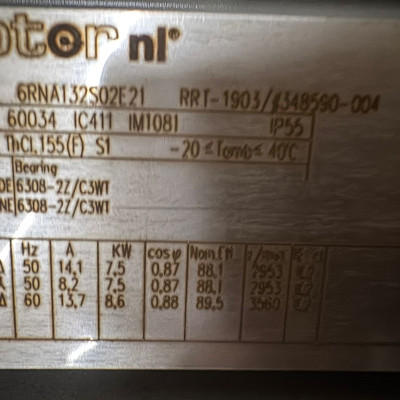 otor nl®
6RNA132S02E21 RRT-1903/
60034 IC411 IM1081 IP55
ThCl.155(F) S1 -20≤Tamb≤ 40°C
Bearing
DE 6308-2Z/C3WT
NE 6308-2Z/C3WT
Hz A KW cosφ
Δ 50 14,1 7,5 0,87 88,1 2953
50 8,2 7,5 0,87 88,1 2953
Δ 60 13,7 8,6 0,88 89,5 3560